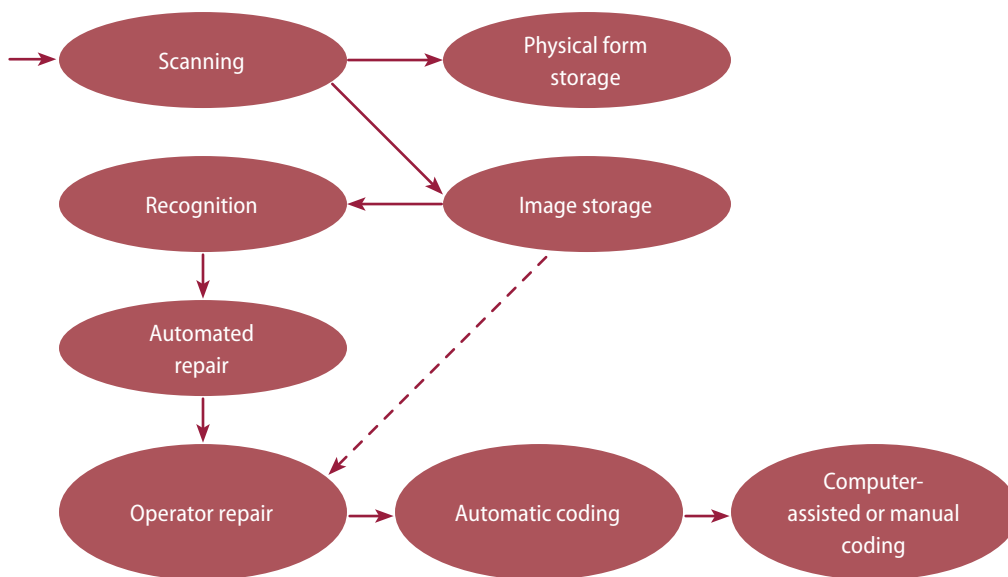 Scanning
Physical form
storage
Recognition
Image storage
Automated
repair
Operator repair
Automatic coding
Computer-
assisted or manual
coding